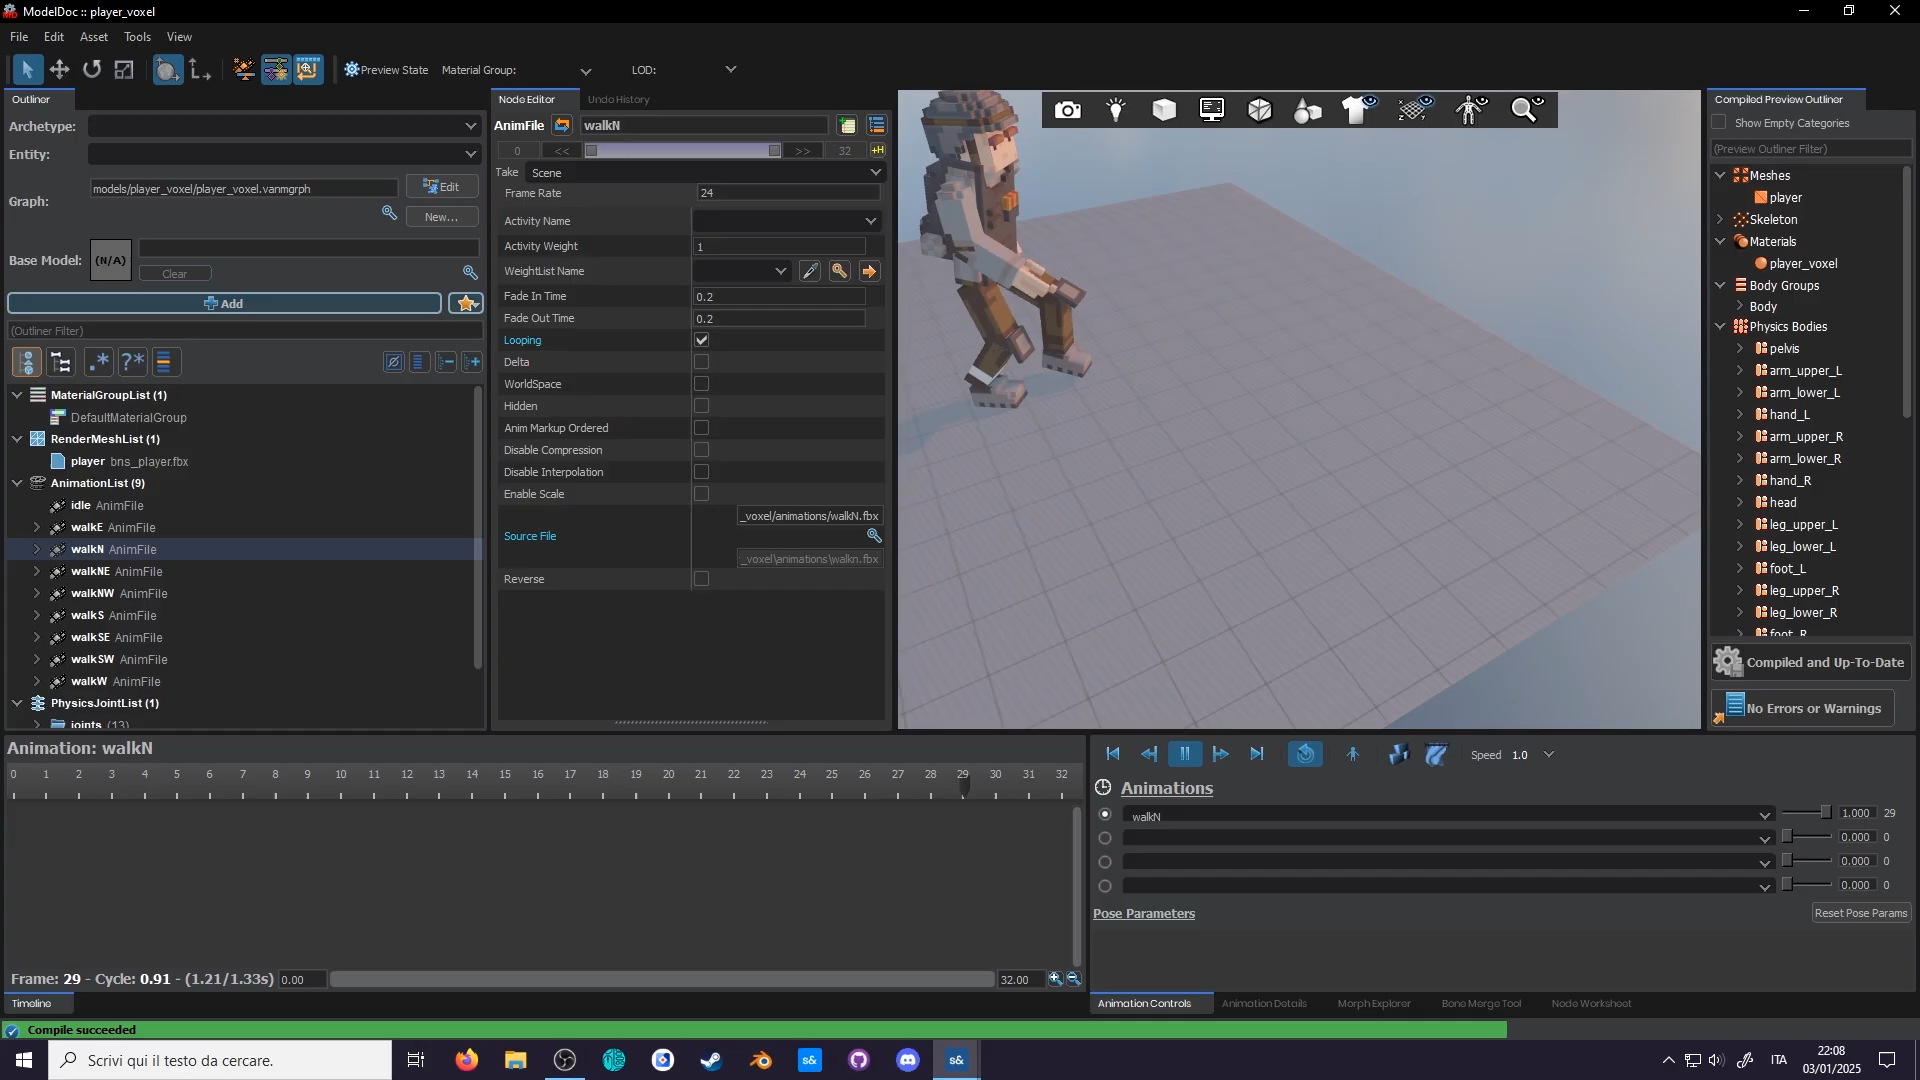 ModelDoc :: player_voxel
File Edit Asset Tools View
Preview State Material Group: LOD:
Outliner
Archetype:
Entity:
Graph: models/player_voxel/player_voxel.vanmgrph Edit
New...
Base Model: (N/A)
Clear
Add
(Outliner Filter)
.* ?*
MaterialGroupList (1)
DefaultMaterialGroup
RenderMeshList (1)
player bns_player.fbx
AnimationList (9)
idle AnimFile
walkE AnimFile
walkN AnimFile
walkNE AnimFile
walkNW AnimFile
walkS AnimFile
walkSE AnimFile
walkSW AnimFile
walkW AnimFile
PhysicsJointList (1)
joints (13)
Node Editor Undo History
AnimFile walkN
0 << >> 32 +H
Take Scene
Frame Rate 24
Activity Name
Activity Weight 1
WeightList Name
Fade In Time 0.2
Fade Out Time 0.2
Looping
Delta
WorldSpace
Hidden
Anim Markup Ordered
Disable Compression
Disable Interpolation
Enable Scale
_voxel/animations/walkN.fbx
Source File
_voxel\animations\walkn.fbx
Reverse
Compiled Preview Outliner
Show Empty Categories
(Preview Outliner Filter)
Meshes
player
Skeleton
Materials
player_voxel
Body Groups
Body
Physics Bodies
pelvis
arm_upper_L
arm_lower_L
hand_L
arm_upper_R
arm_lower_R
hand_R
head
leg_upper_L
leg_lower_L
foot_L
leg_upper_R
leg_lower_R
foot_R
Compiled and Up-To-Date
No Errors or Warnings
Animation: walkN
0 1 2 3 4 5 6 7 8 9 10 11 12 13 14 15 16 17 18 19 20 21 22 23 24 25 26 27 28 29 30 31 32
Frame: 29 - Cycle: 0.91 - (1.21/1.33s) 0.00 32.00
Timeline
Speed 1.0
Animations
walkN 1.000 29
0.000 0
0.000 0
0.000 0
Pose Parameters Reset Pose Params
Animation Controls Animation Details Morph Explorer Bone Merge Tool Node Worksheet
Compile succeeded
Scrivi qui il testo da cercare.
s& s&
ITA
22:08
03/01/2025